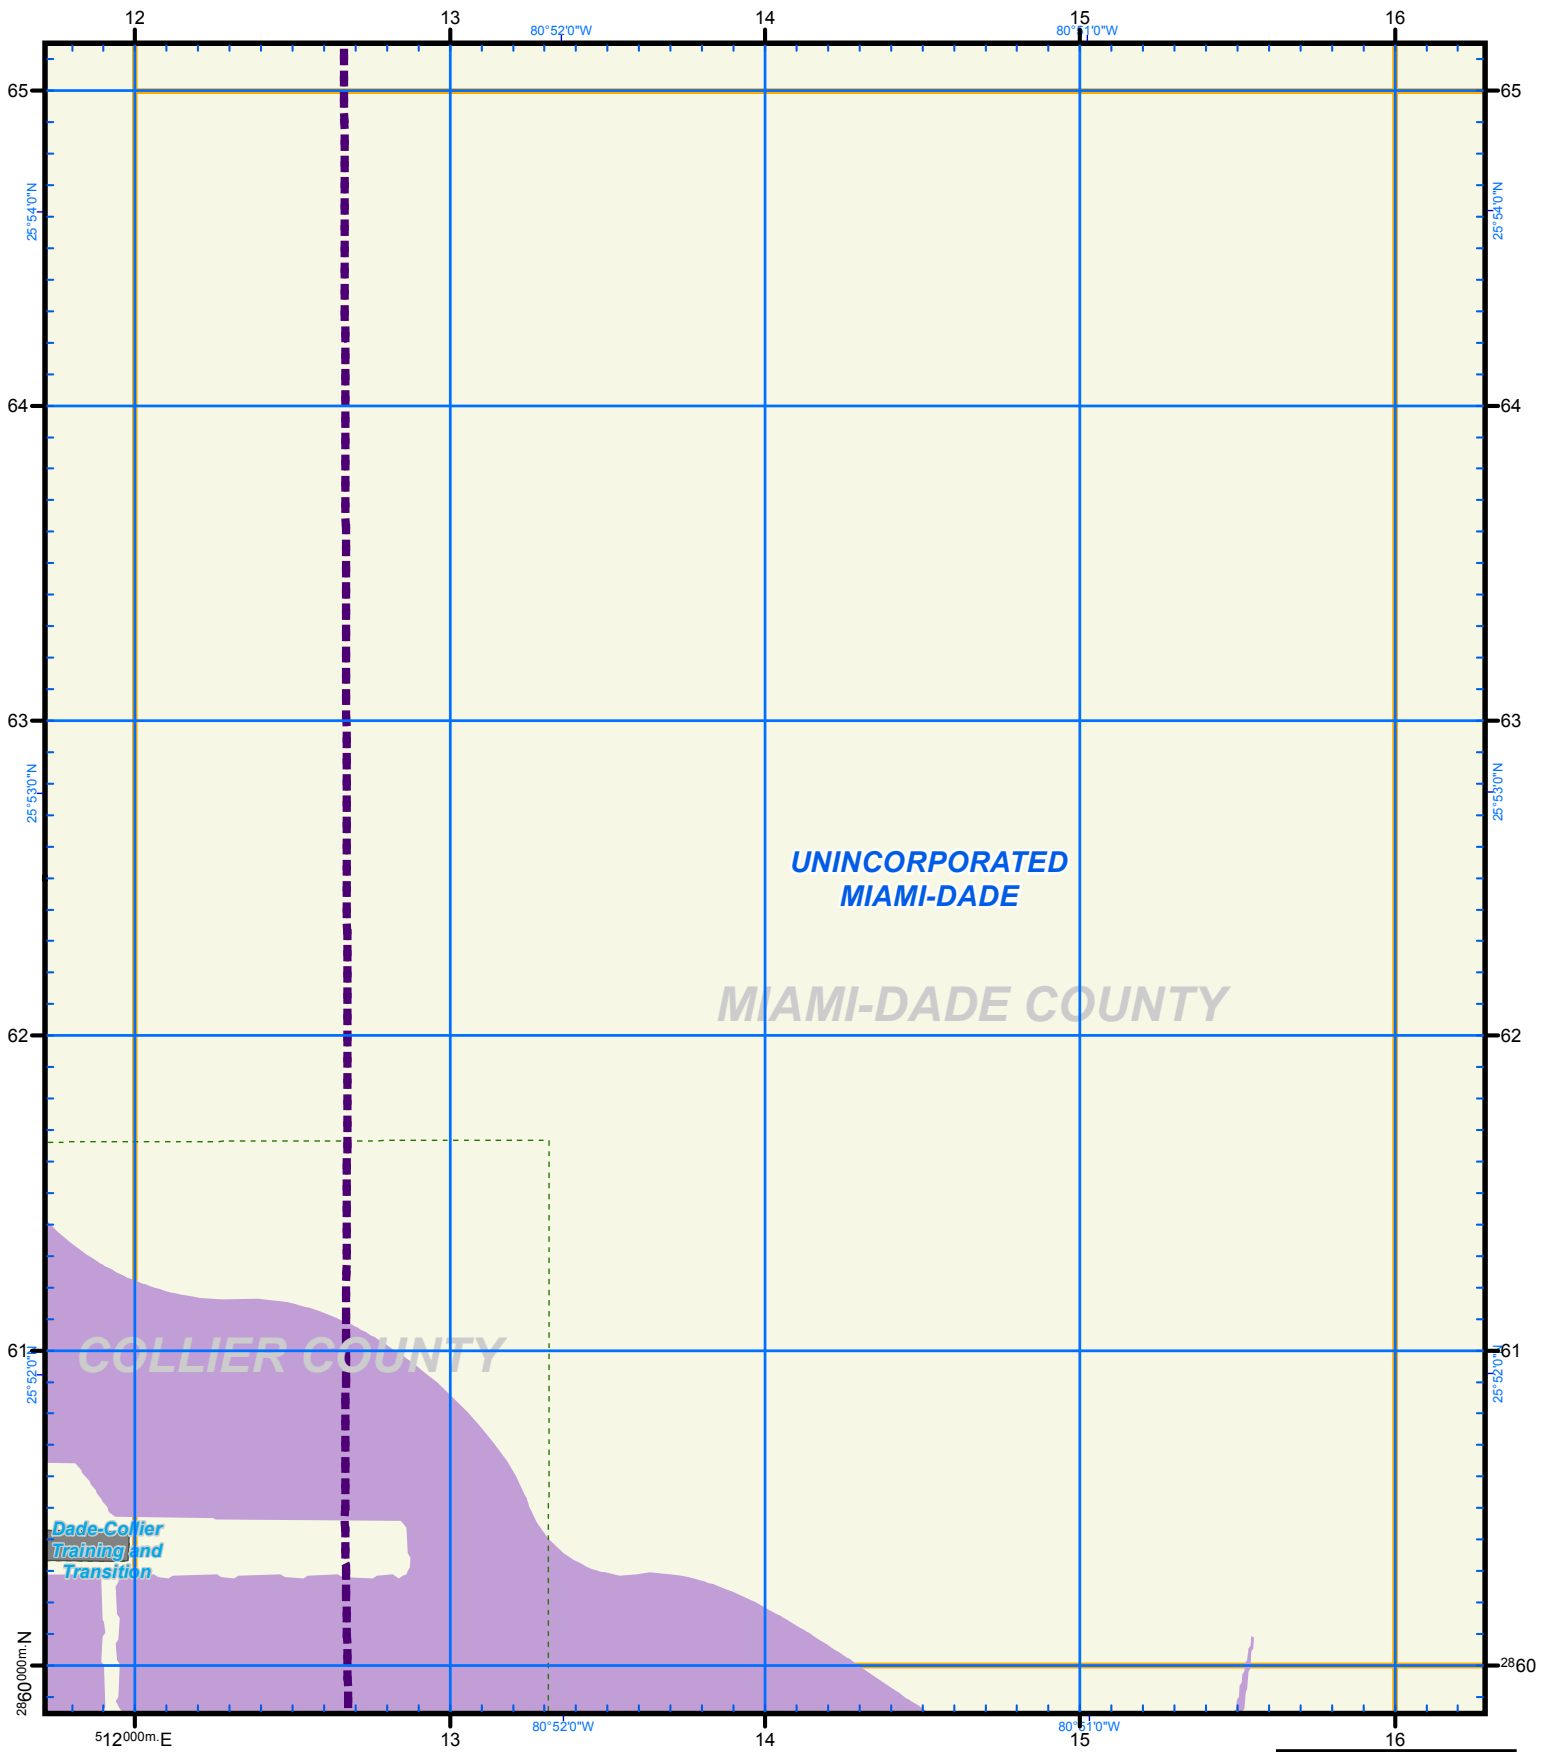 12 13 14 15 16
80°52'0"W 80°51'0"W
65 65
25°54'0"N 25°54'0"N
64 64
63 63
25°53'0"N 25°53'0"N
UNINCORPORATED
MIAMI-DADE
MIAMI-DADE COUNTY
62 62
COLLIER COUNTY
61 61
25°52'0"N 25°52'0"N
Dade-Collier
Training and
Transition
2860000m.N 2860
80°52'0"W 80°51'0"W
512000m.E 13 14 15 16